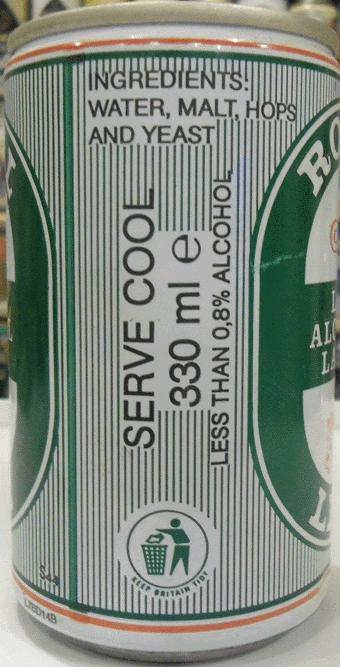 INGREDIENTS:
WATER, MALT, HOPS
AND YEAST
SERVE COOL
330 ml e
LESS THAN 0,8% ALCOHOL
KEEP BRITAIN TIDY